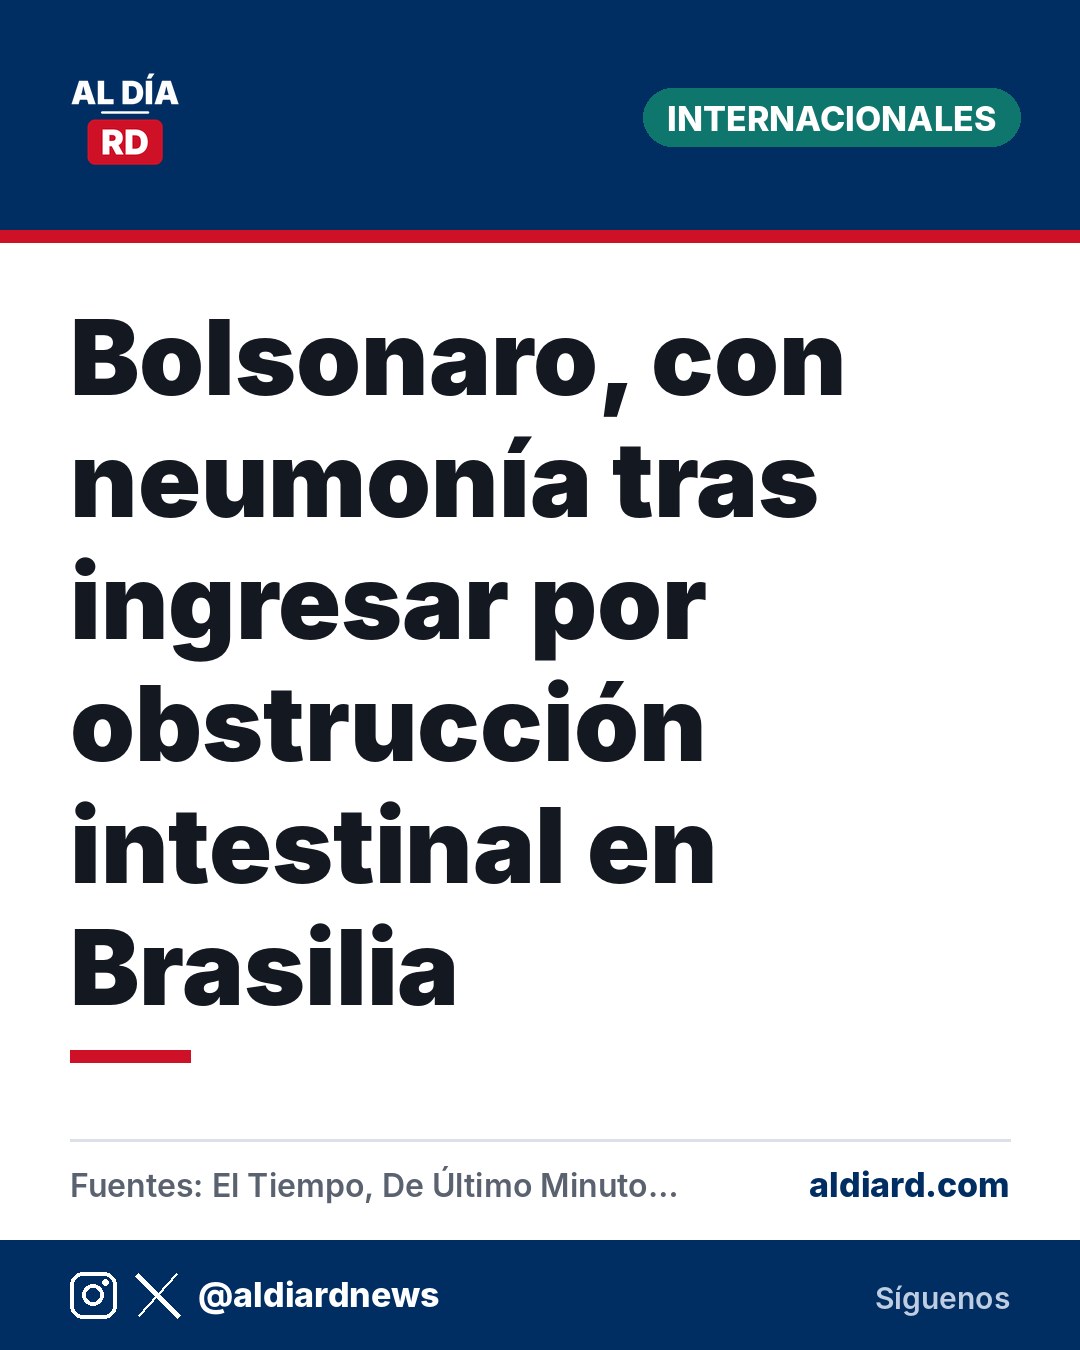 AL DÍA
RD
INTERNACIONALES
Bolsonaro, con
neumonía tras
ingresar por
obstrucción
intestinal en
Brasilia
Fuentes: El Tiempo, De Último Minuto...
aldiard.com
@aldiardnews
Síguenos